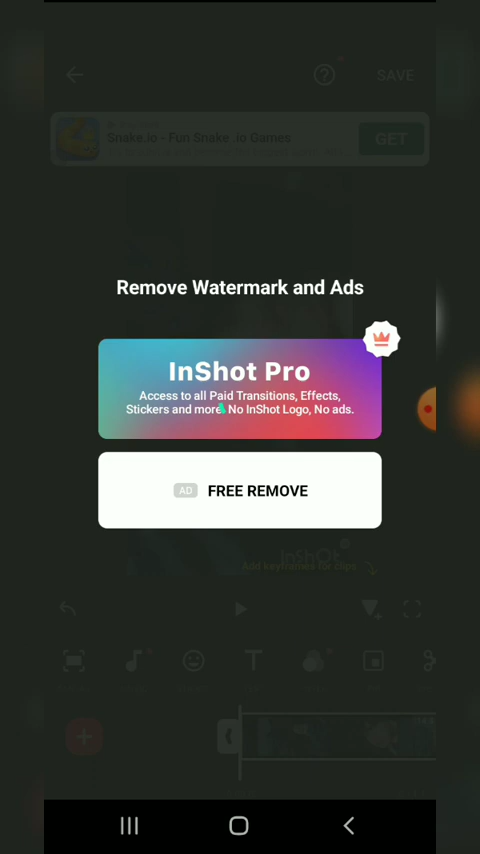 SAVE
Snake.io - Fun Snake .io Games
GET
Remove Watermark and Ads
InShot Pro
Access to all Paid Transitions, Effects,
Stickers and more. No InShot Logo, No ads.
AD FREE REMOVE
InShOt
Add keyframes for clips